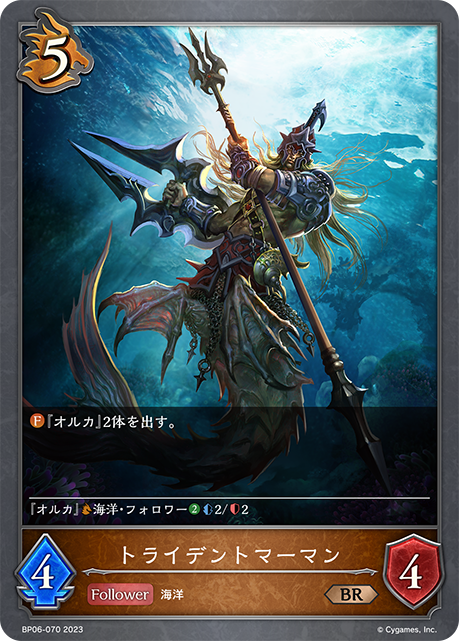 5
F『オルカ』2体を出す。
『オルカ』海洋・フォロワー2 2/2
4 トライデントマーマン 4
Follower 海洋 BR
BP06-070 2023 © Cygames, Inc.